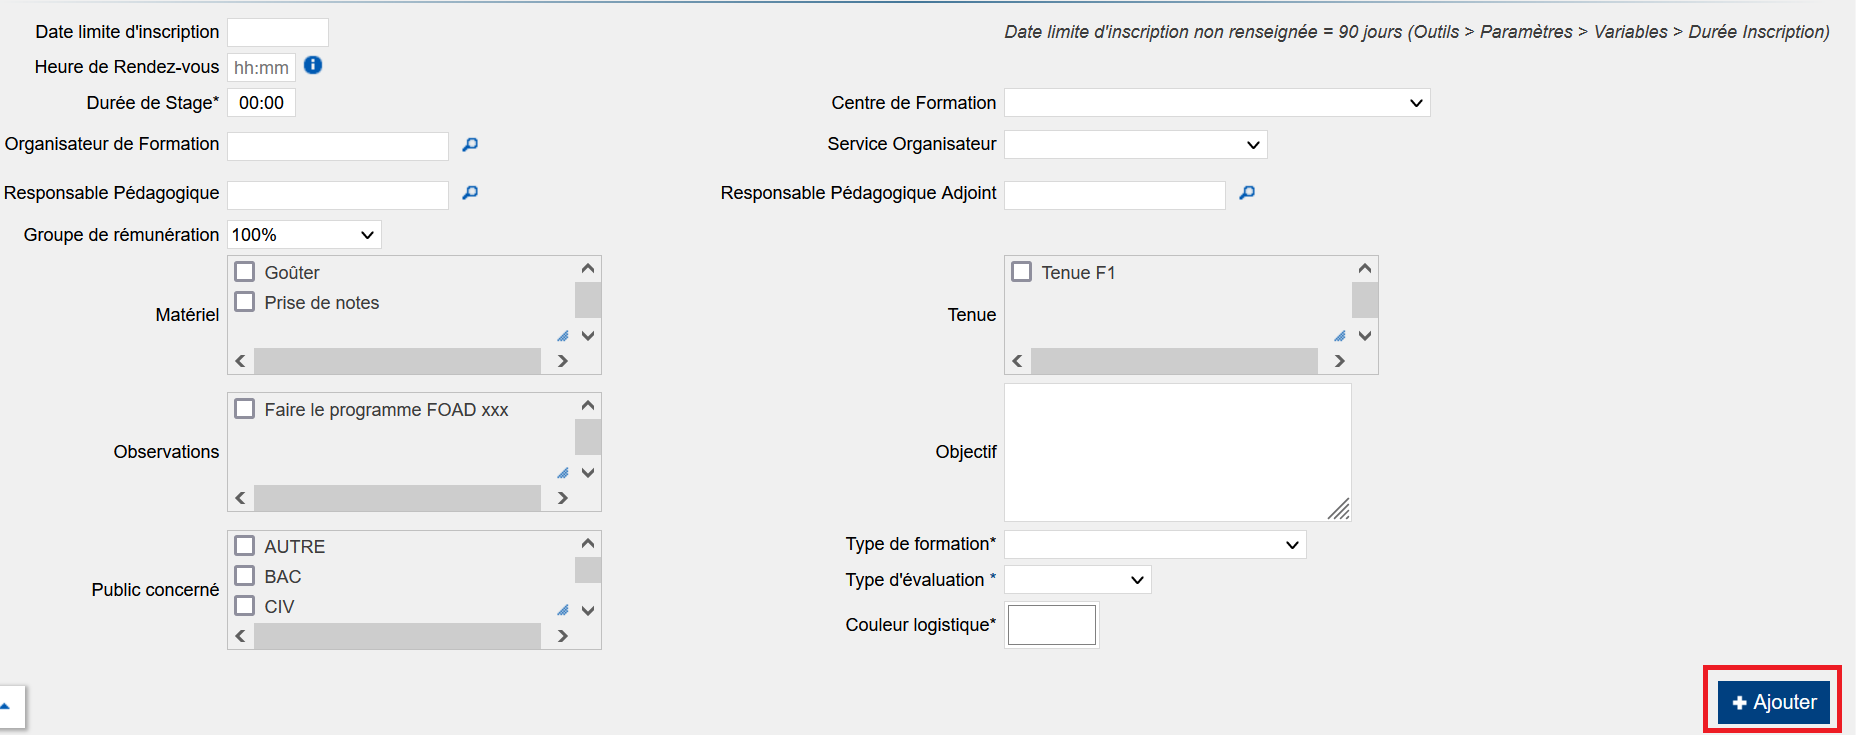 Date limite d'inscription
Date limite d'inscription non renseignée = 90 jours (Outils > Paramètres > Variables > Durée Inscription)
Heure de Rendez-vous hh:mm
Durée de Stage* 00:00
Centre de Formation
Organisateur de Formation
Service Organisateur
Responsable Pédagogique
Responsable Pédagogique Adjoint
Groupe de rémunération 100%
Matériel
Goûter
Prise de notes
Tenue
Tenue F1
Observations
Faire le programme FOAD xxx
Objectif
Public concerné
AUTRE
BAC
CIV
Type de formation*
Type d'évaluation *
Couleur logistique*
Ajouter